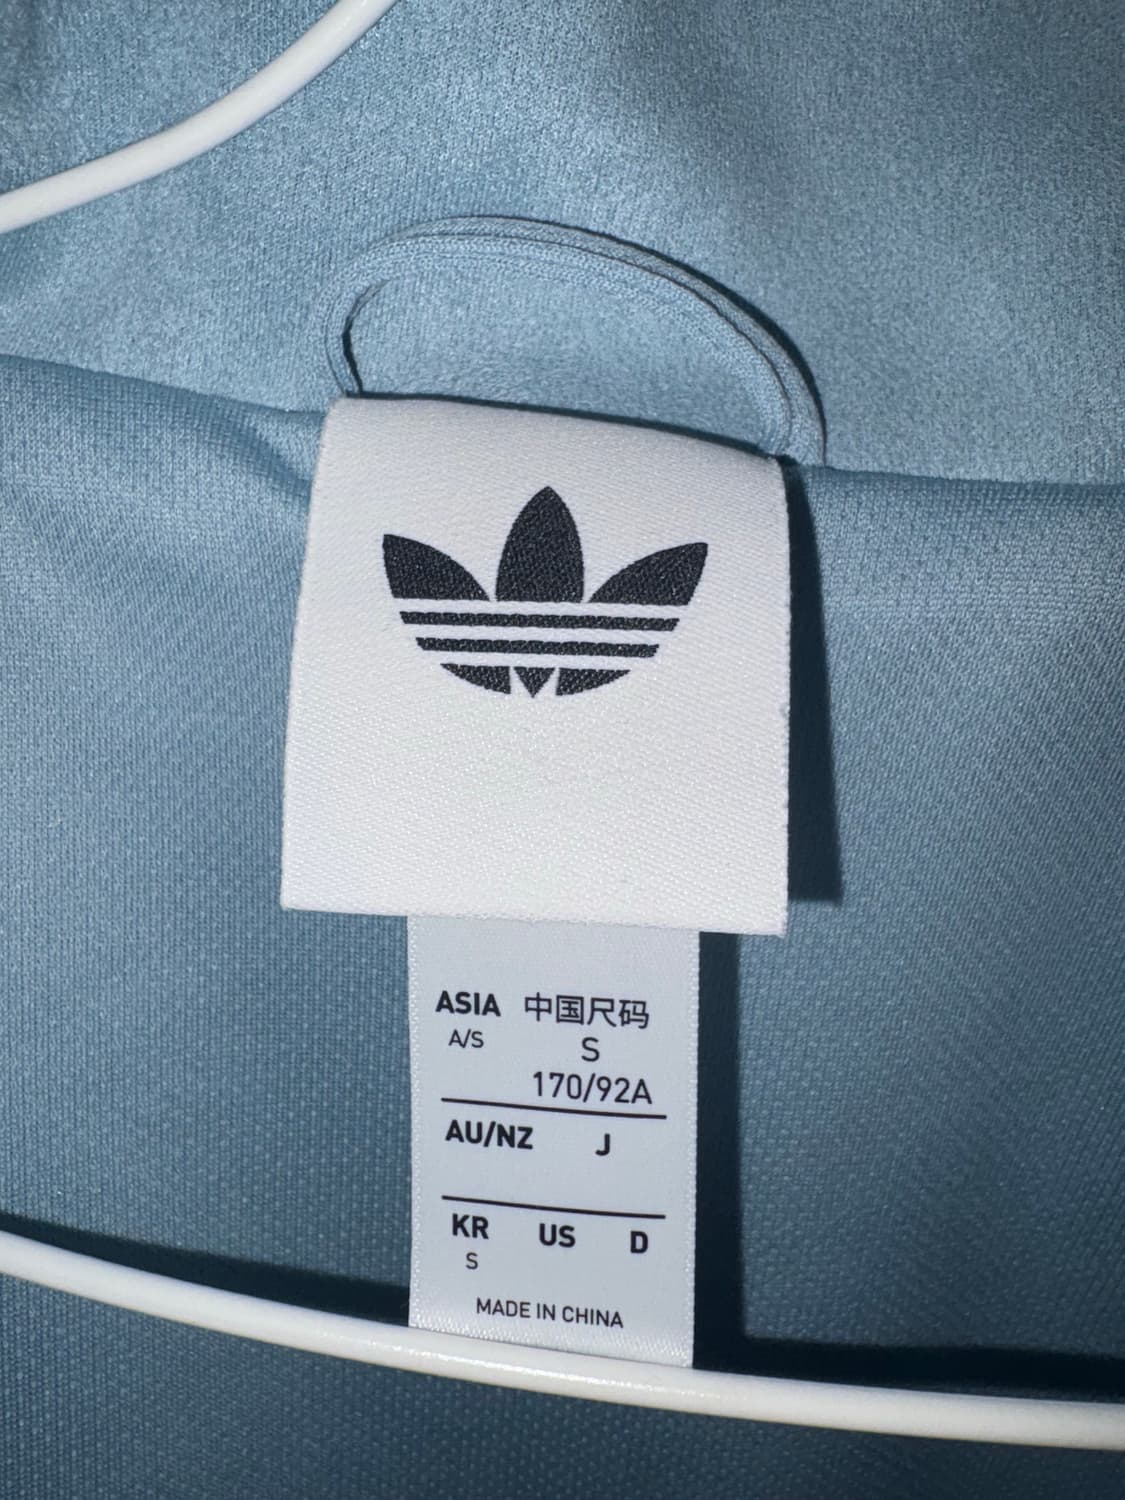 ASIA 中国尺码
A/S S
170/92A
AU/NZ J
KR US D
S
MADE IN CHINA